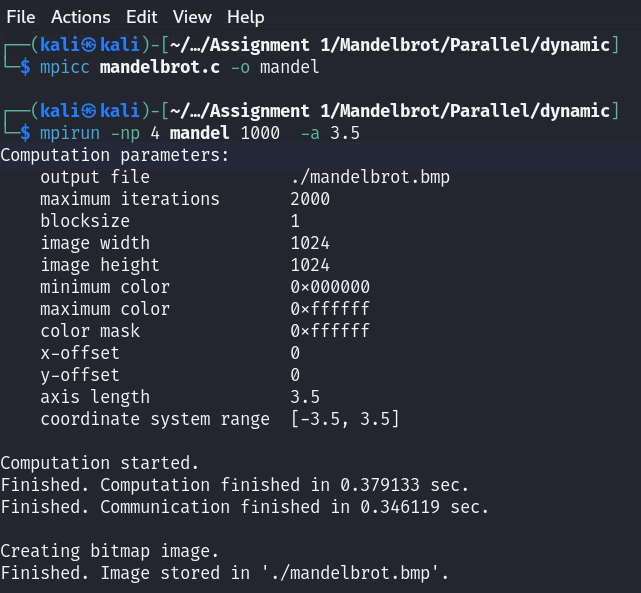 File Actions Edit View Help
┌──(kali㉿kali)-[~/…/Assignment 1/Mandelbrot/Parallel/dynamic]
└─$ mpicc mandelbrot.c -o mandel
┌──(kali㉿kali)-[~/…/Assignment 1/Mandelbrot/Parallel/dynamic]
└─$ mpirun -np 4 mandel 1000  -a 3.5
Computation parameters:
    output file              ./mandelbrot.bmp
    maximum iterations       2000
    blocksize                1
    image width              1024
    image height             1024
    minimum color            0×000000
    maximum color            0×ffffff
    color mask               0×ffffff
    x-offset                 0
    y-offset                 0
    axis length              3.5
    coordinate system range  [-3.5, 3.5]
Computation started.
Finished. Computation finished in 0.379133 sec.
Finished. Communication finished in 0.346119 sec.
Creating bitmap image.
Finished. Image stored in './mandelbrot.bmp'.